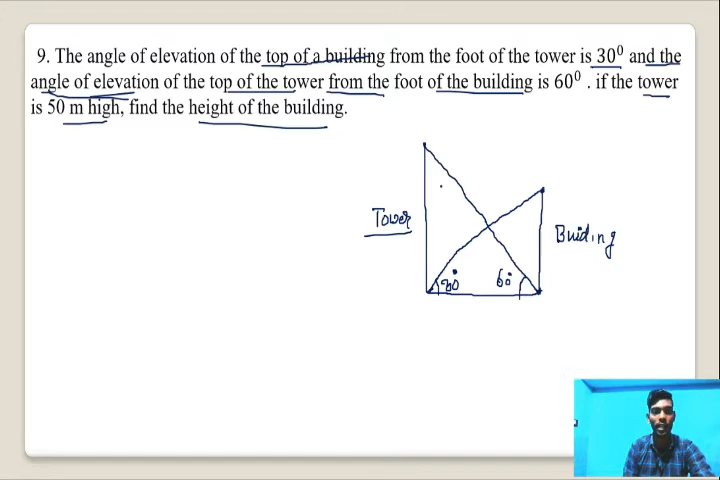 9. The angle of elevation of the top of a building from the foot of the tower is 30⁰ and the
angle of elevation of the top of the tower from the foot of the building is 60⁰ . if the tower
is 50 m high, find the height of the building.
Tower
Buiding
30°
60°